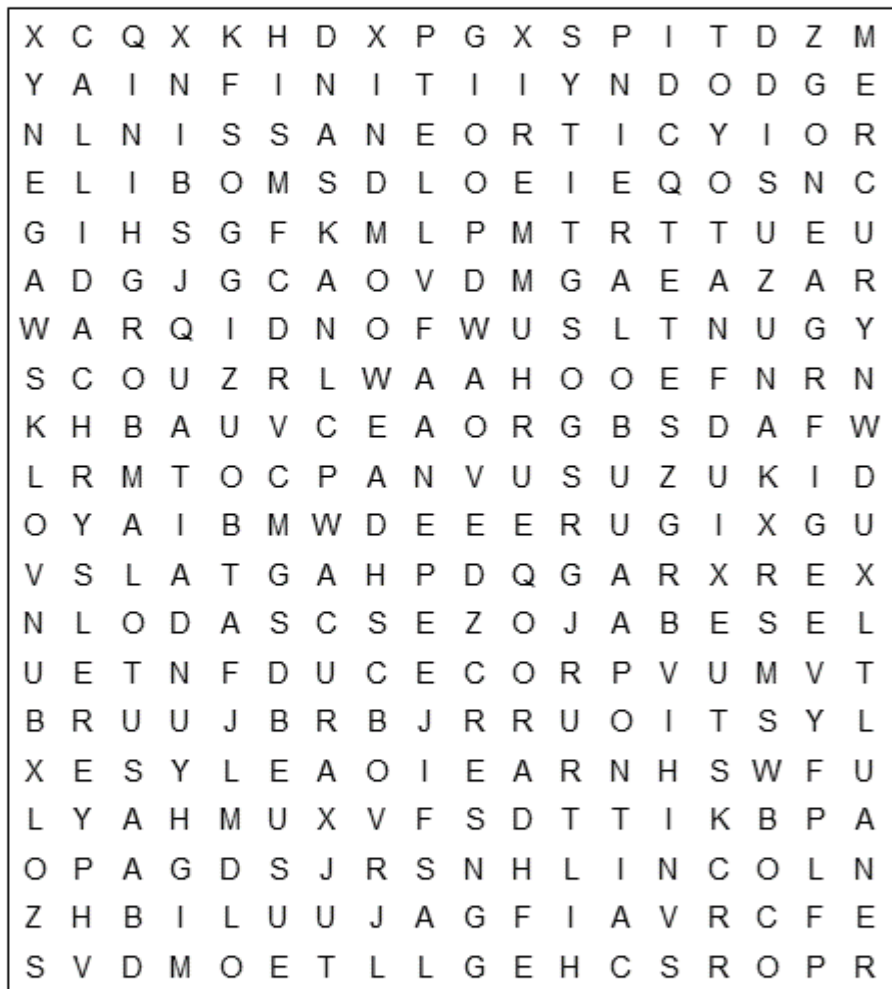 X C Q X K H D X P G X S P I T D Z M
Y A I N F I N I T I I Y N D O D G E
N L N I S S A N E O R T I C Y I O R
E L I B O M S D L O E I E Q O S N C
G I H S G F K M L P M T R T T U E U
A D G J G C A O V D M G A E A Z A R
W A R Q I D N O F W U S L T N U G Y
S C O U Z R L W A A H O O E F N R N
K H B A U V C E A O R G B S D A F W
L R M T O C P A N V U S U Z U K I D
O Y A I B M W D E E E R U G I X G U
V S L A T G A H P D Q G A R X R E X
N L O D A S C S E Z O J A B E S E L
U E T N F D U C E C O R P V U M V T
B R U U J B R B J R R U O I T S Y L
X E S Y L E A O I E A R N H S W F U
L Y A H M U X V F S D T T I K B P A
O P A G D S J R S N H L I N C O L N
Z H B I L U U J A G F I A V R C F E
S V D M O E T L L G E H C S R O P R